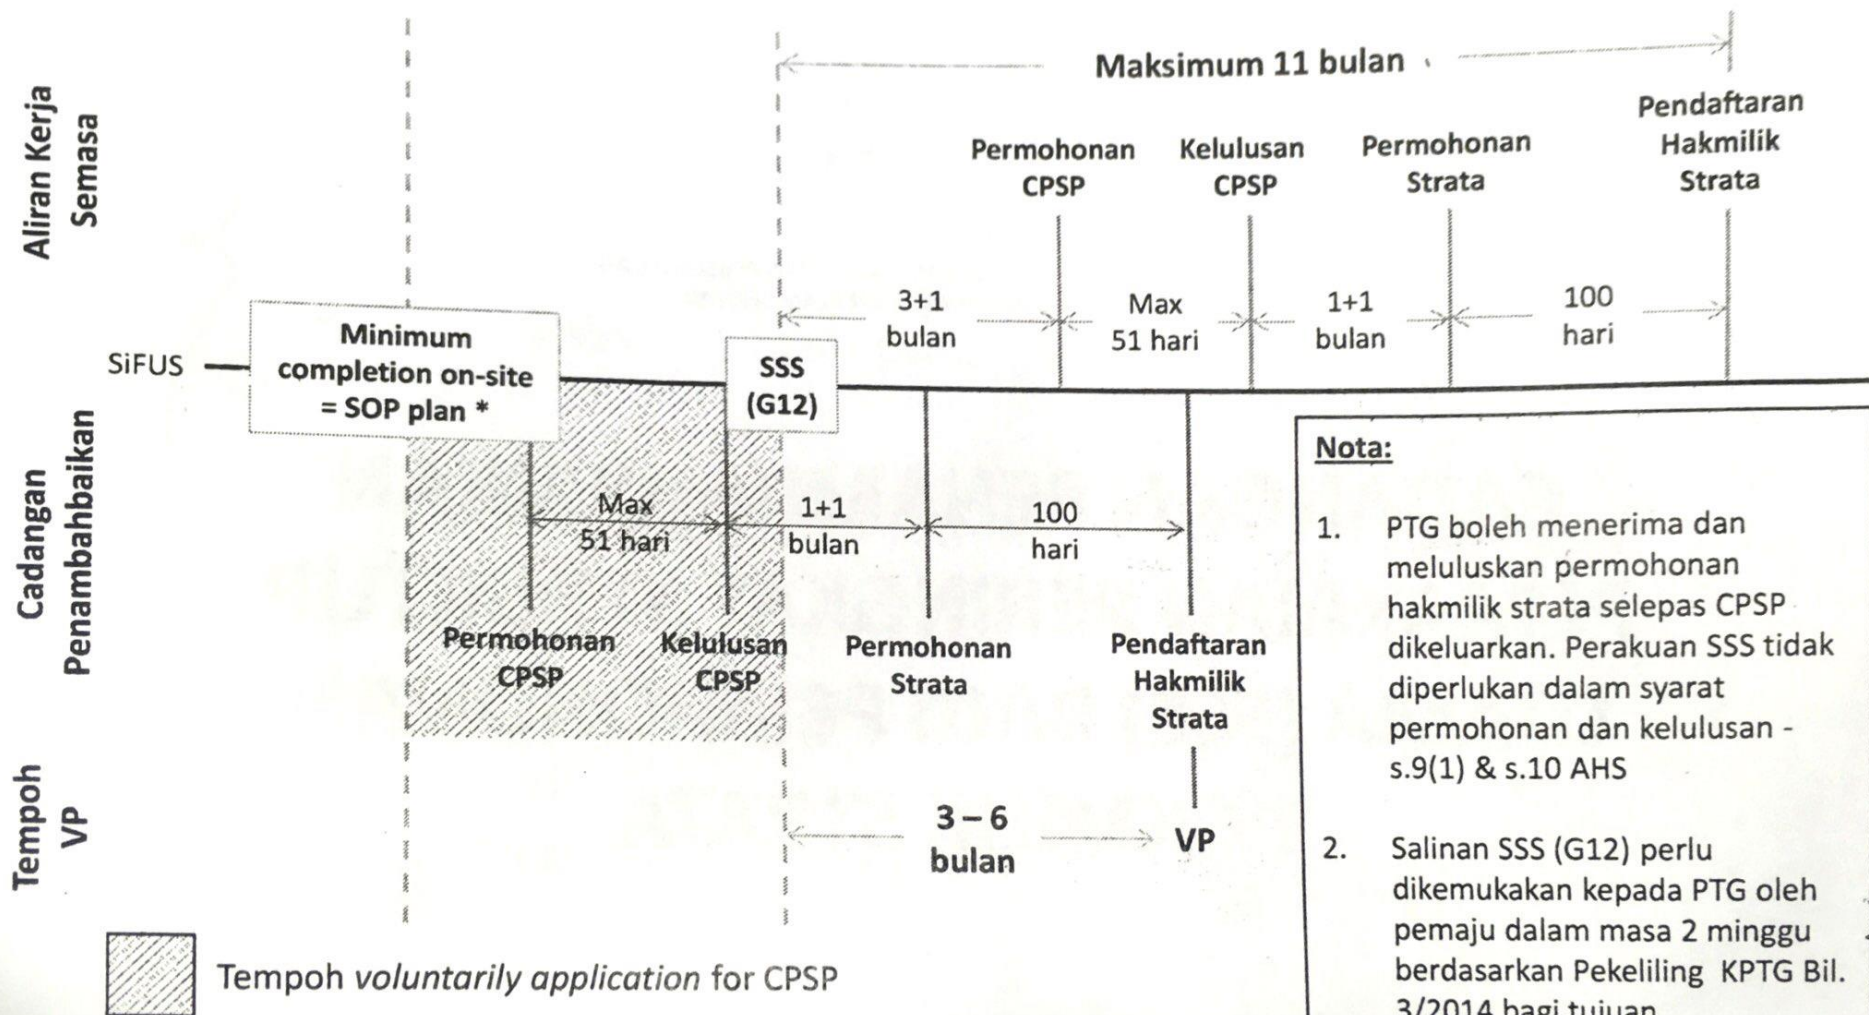 Aliran Kerja
Semasa
Maksimum 11 bulan
Permohonan
CPSP
Kelulusan
CPSP
Permohonan
Strata
Pendaftaran
Hakmilik
Strata
3+1
bulan
Max
51 hari
1+1
bulan
100
hari
SiFUS
Minimum
completion on-site
= SOP plan *
SSS
(G12)
Cadangan
Penambahbaikan
Max
51 hari
1+1
bulan
100
hari
Permohonan
CPSP
Kelulusan
CPSP
Permohonan
Strata
Pendaftaran
Hakmilik
Strata
Tempoh
VP
3 – 6
bulan
VP
Tempoh voluntarily application for CPSP
Nota:
1. PTG boleh menerima dan
meluluskan permohonan
hakmilik strata selepas CPSP
dikeluarkan. Perakuan SSS tidak
diperlukan dalam syarat
permohonan dan kelulusan -
s.9(1) & s.10 AHS
2. Salinan SSS (G12) perlu
dikemukakan kepada PTG oleh
pemaju dalam masa 2 minggu
berdasarkan Pekeliling KPTG Bil.
3/2014 bagi tujuan